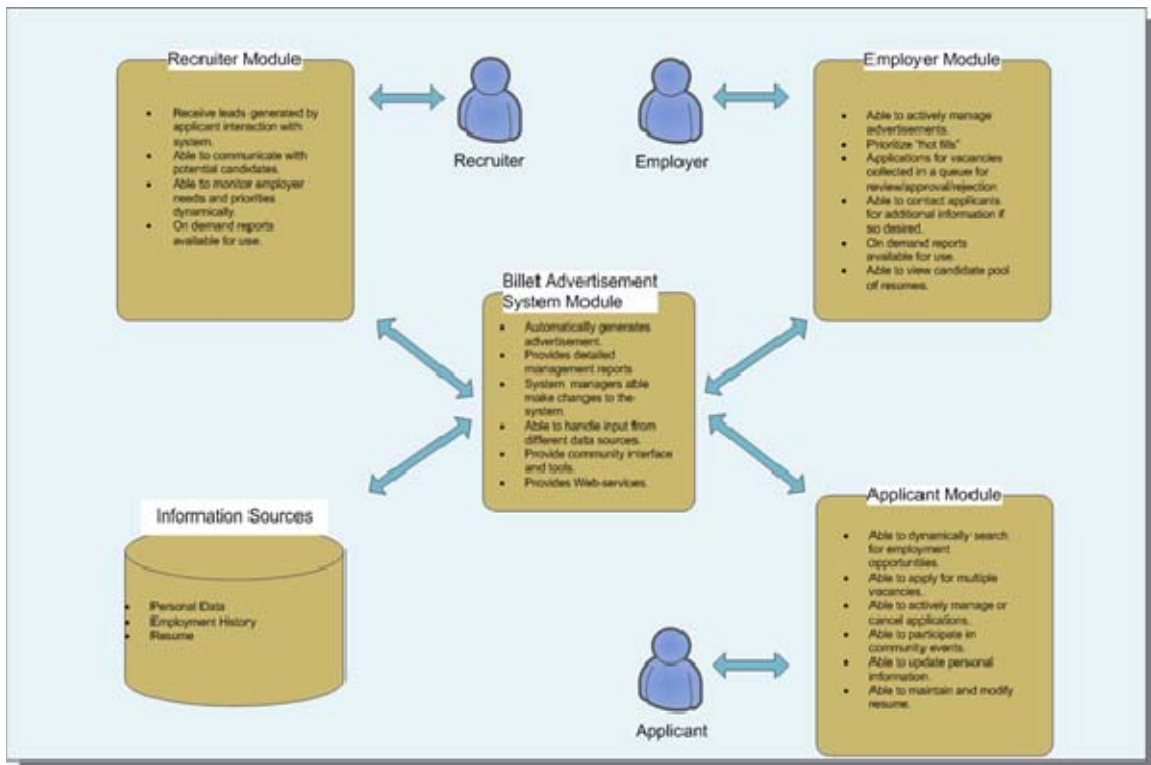 Recruiter Module
• Receive leads generated by
applicant interaction with
system.
• Able to communicate with
potential candidates.
• Able to monitor employer
needs and priorities
dynamically.
• On demand reports
available for use.
Recruiter
Employer
Employer Module
• Able to actively manage
advertisements.
• Prioritize "hot fills"
• Applications for vacancies
collected in a queue for
review/approval/rejection
• Able to contact applicants
for additional information if
so desired.
• On demand reports
available for use.
• Able to view candidate pool
of resumes.
Billet Advertisement
System Module
• Automatically generates
advertisement.
• Provides detailed
management reports
• System managers able
make changes to the
system.
• Able to handle input from
different data sources.
• Provide community interface
and tools.
• Provides Web-services.
Information Sources
• Personal Data
• Employment History
• Resume
Applicant Module
• Able to dynamically search
for employment
opportunities.
• Able to apply for multiple
vacancies.
• Able to actively manage or
cancel applications.
• Able to participate in
community events.
• Able to update personal
information.
• Able to maintain and modify
resume.
Applicant